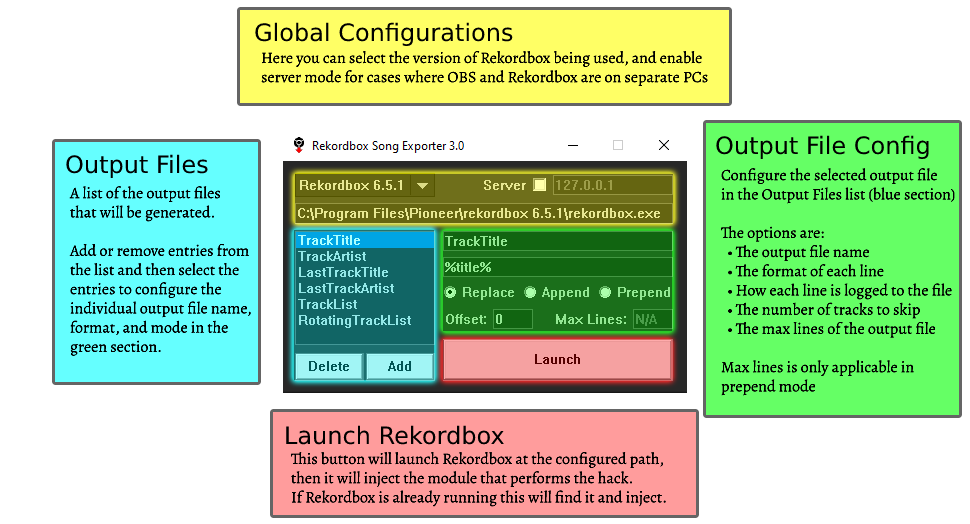 Global Configurations
Here you can select the version of Rekordbox being used, and enable
server mode for cases where OBS and Rekordbox are on separate PCs
Output Files
A list of the output files
that will be generated.
Add or remove entries from
the list and then select the
entries to configure the
individual output file name,
format, and mode in the
green section.
Rekordbox Song Exporter 3.0
Rekordbox 6.5.1
Server
127.0.0.1
C:\Program Files\Pioneer\rekordbox 6.5.1\rekordbox.exe
TrackTitle
TrackArtist
LastTrackTitle
LastTrackArtist
TrackList
RotatingTrackList
Delete
Add
TrackTitle
%title%
Replace
Append
Prepend
Offset: 0
Max Lines: N/A
Launch
Output File Config
Configure the selected output file
in the Output Files list (blue section)
The options are:
• The output file name
• The format of each line
• How each line is logged to the file
• The number of tracks to skip
• The max lines of the output file
Max lines is only applicable in
prepend mode
Launch Rekordbox
This button will launch Rekordbox at the configured path,
then it will inject the module that performs the hack.
If Rekordbox is already running this will find it and inject.